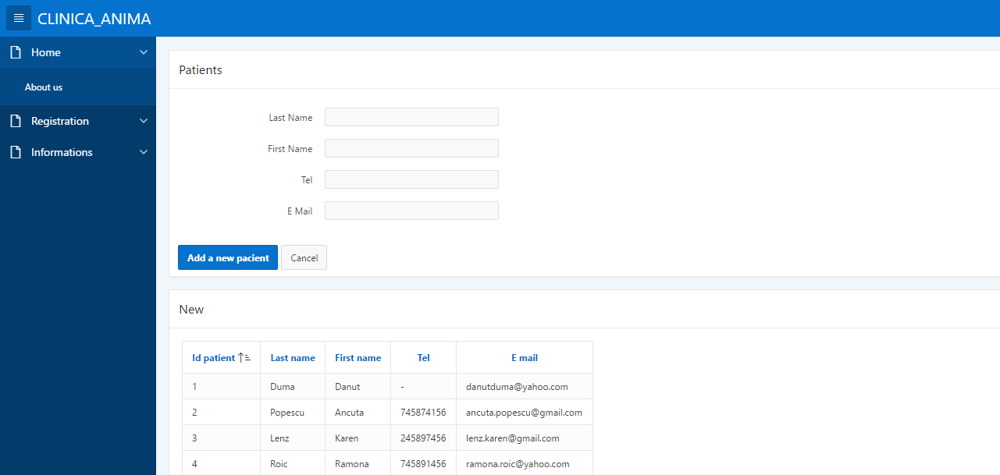 CLINICA_ANIMA
Home
About us
Registration
Informations
Patients
Last Name
First Name
Tel
E Mail
Add a new pacient Cancel
New
Id patient Last name First name Tel E mail
1 Duma Danut - danutduma@yahoo.com
2 Popescu Ancuta 745874156 ancuta.popescu@gmail.com
3 Lenz Karen 245897456 lenz.karen@gmail.com
4 Roic Ramona 745891456 ramona.roic@yahoo.com